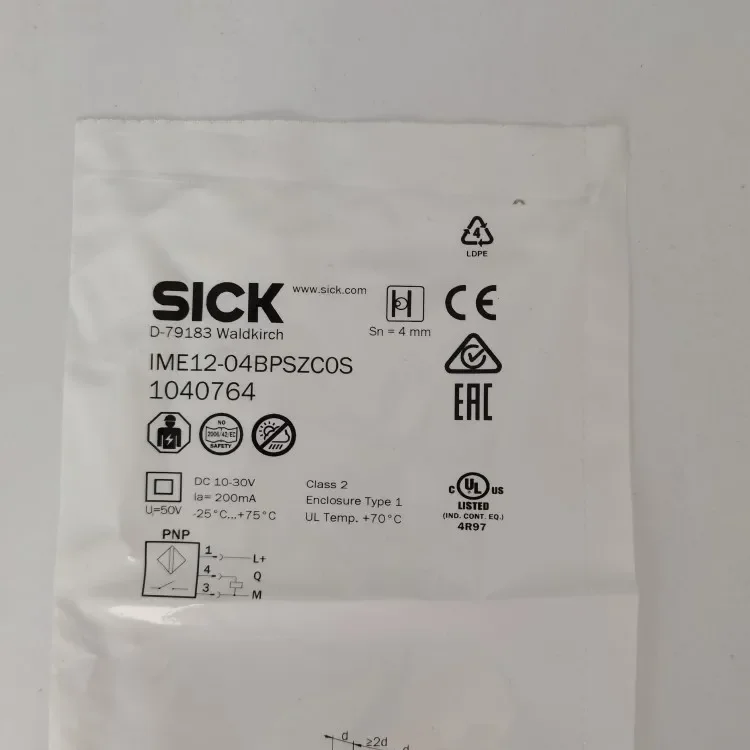 4
LDPE
SICK
www.sick.com
D-79183 Waldkirch
Sn = 4 mm
CE
IME12-04BPSZC0S
1040764
EAC
NO
2006/42/EC
SAFETY
DC 10-30V
Ia= 200mA
-25°C...+75°C
Ui=50V
Class 2
Enclosure Type 1
UL Temp. +70°C
c UL us
LISTED
(IND. CONT. EQ.)
4R97
PNP
1 L+
4 Q
3 M
d
≥2d
d